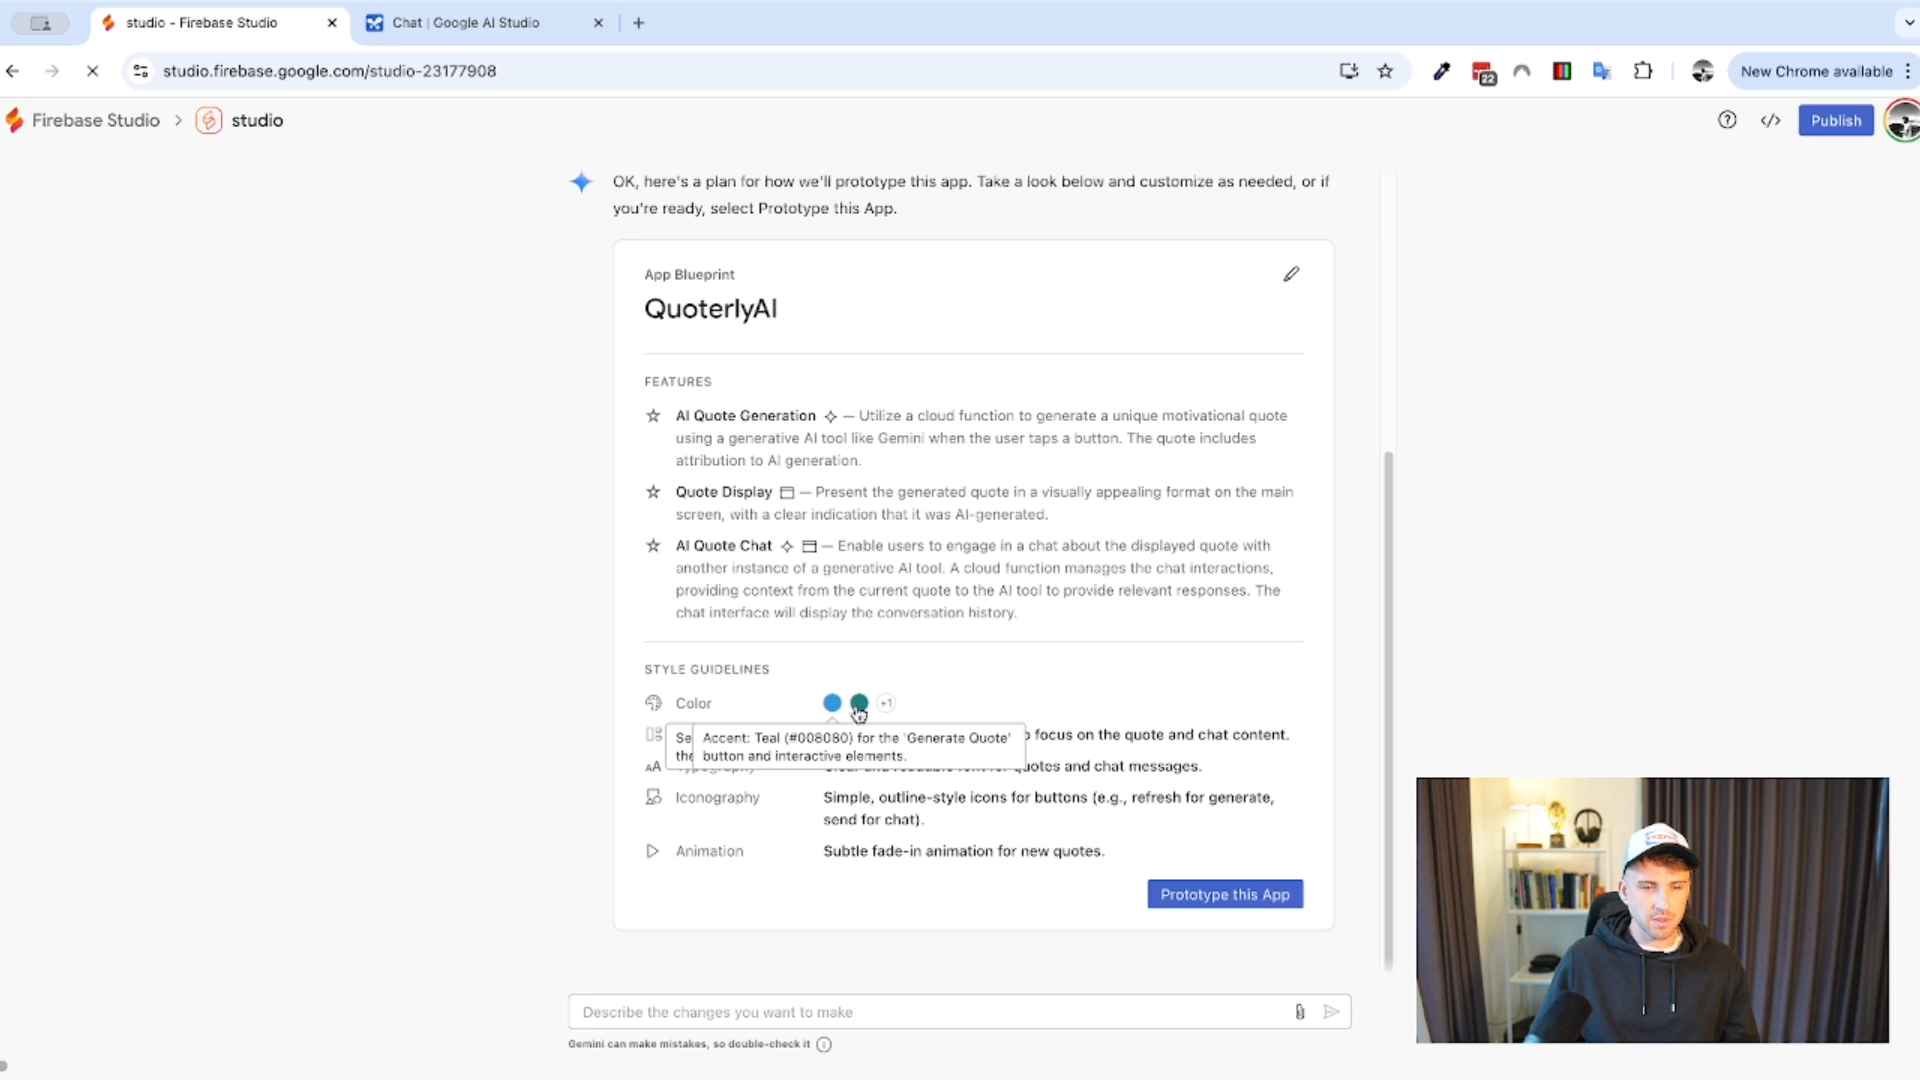 studio - Firebase Studio
Chat | Google AI Studio
studio.firebase.google.com/studio-23177908
22
New Chrome available
Firebase Studio > studio
Publish
OK, here's a plan for how we'll prototype this app. Take a look below and customize as needed, or if
you're ready, select Prototype this App.
App Blueprint
QuoterlyAI
FEATURES
AI Quote Generation — Utilize a cloud function to generate a unique motivational quote
using a generative AI tool like Gemini when the user taps a button. The quote includes
attribution to AI generation.
Quote Display — Present the generated quote in a visually appealing format on the main
screen, with a clear indication that it was AI-generated.
AI Quote Chat — Enable users to engage in a chat about the displayed quote with
another instance of a generative AI tool. A cloud function manages the chat interactions,
providing context from the current quote to the AI tool to provide relevant responses. The
chat interface will display the conversation history.
STYLE GUIDELINES
Color +1
Se Accent: Teal (#008080) for the 'Generate Quote' focus on the quote and chat content.
the button and interactive elements.
Typography quotes and chat messages.
Iconography Simple, outline-style icons for buttons (e.g., refresh for generate,
send for chat).
Animation Subtle fade-in animation for new quotes.
Prototype this App
Describe the changes you want to make
Gemini can make mistakes, so double-check it